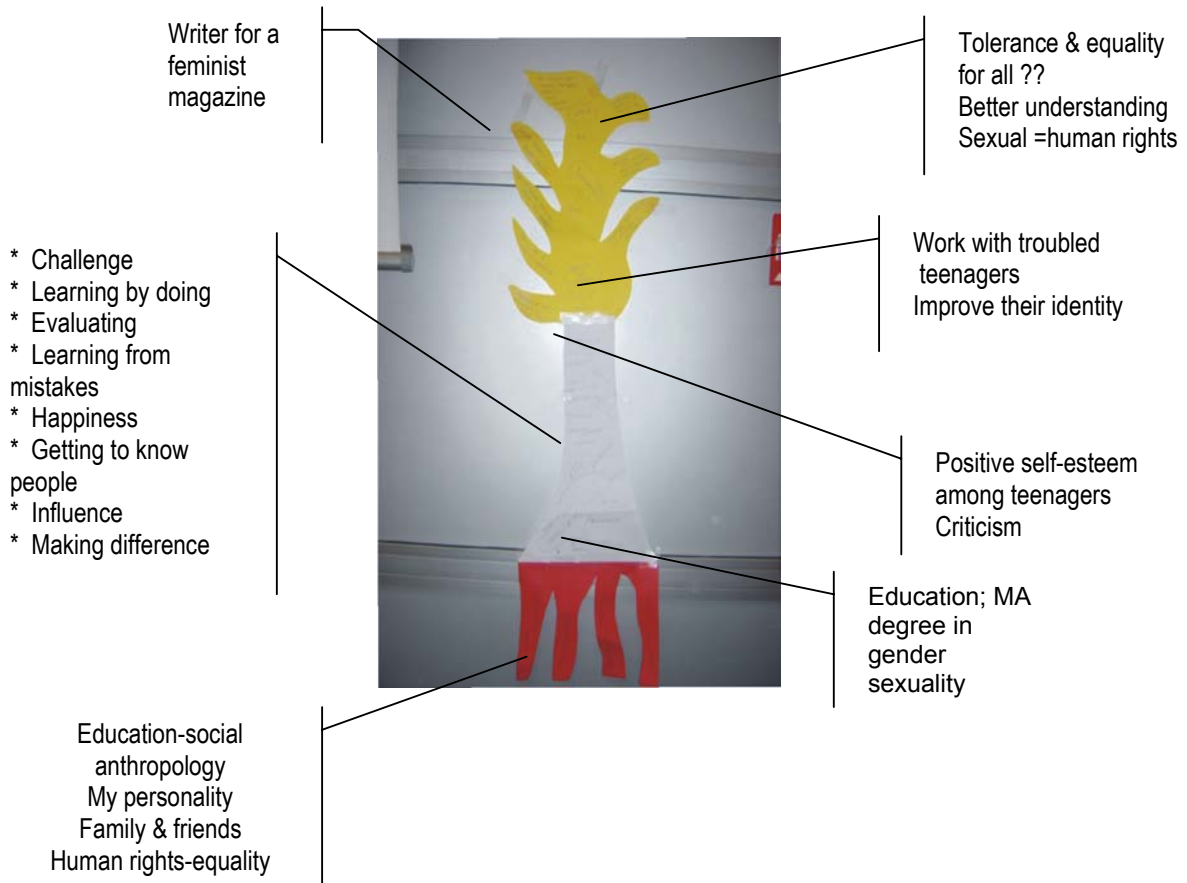 Writer for a
feminist
magazine
Tolerance & equality
for all ??
Better understanding
Sexual =human rights
* Challenge
* Learning by doing
* Evaluating
* Learning from
mistakes
* Happiness
* Getting to know
people
* Influence
* Making difference
Work with troubled
teenagers
Improve their identity
Positive self-esteem
among teenagers
Criticism
Education; MA
degree in
gender
sexuality
Education-social
anthropology
My personality
Family & friends
Human rights-equality